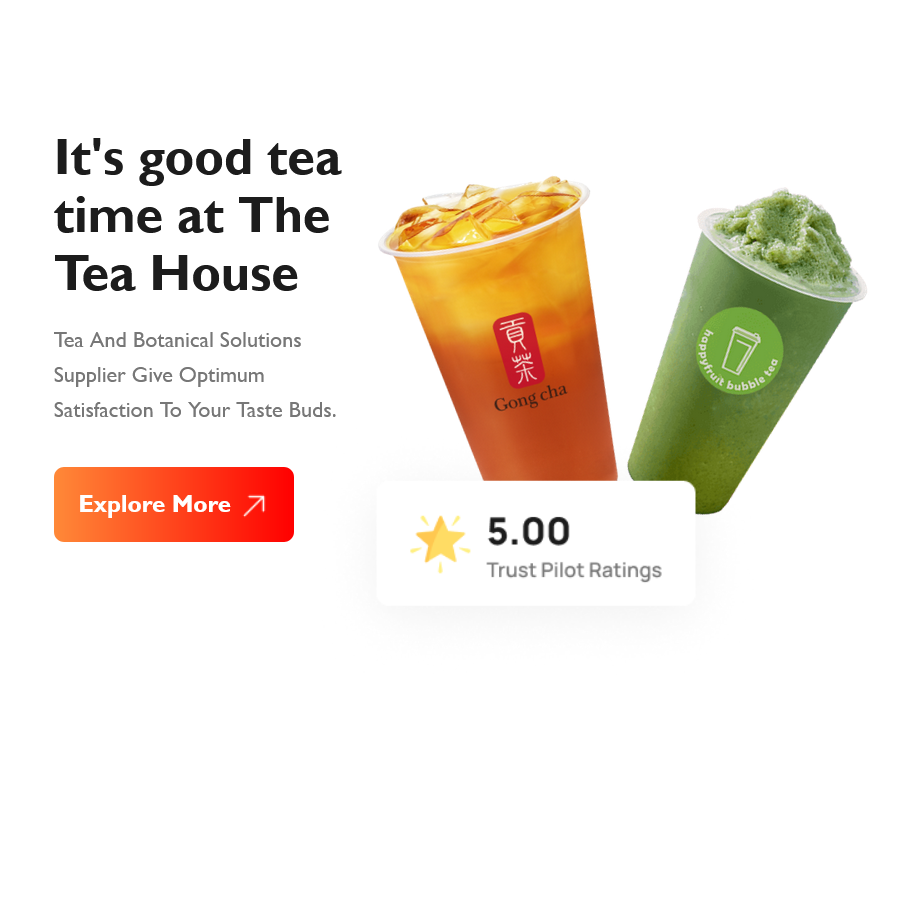 It's good tea
time at The
Tea House
Tea And Botanical Solutions
Supplier Give Optimum
Satisfaction To Your Taste Buds.
Explore More
貢茶
Gong cha
happyfruit bubble tea
5.00
Trust Pilot Ratings